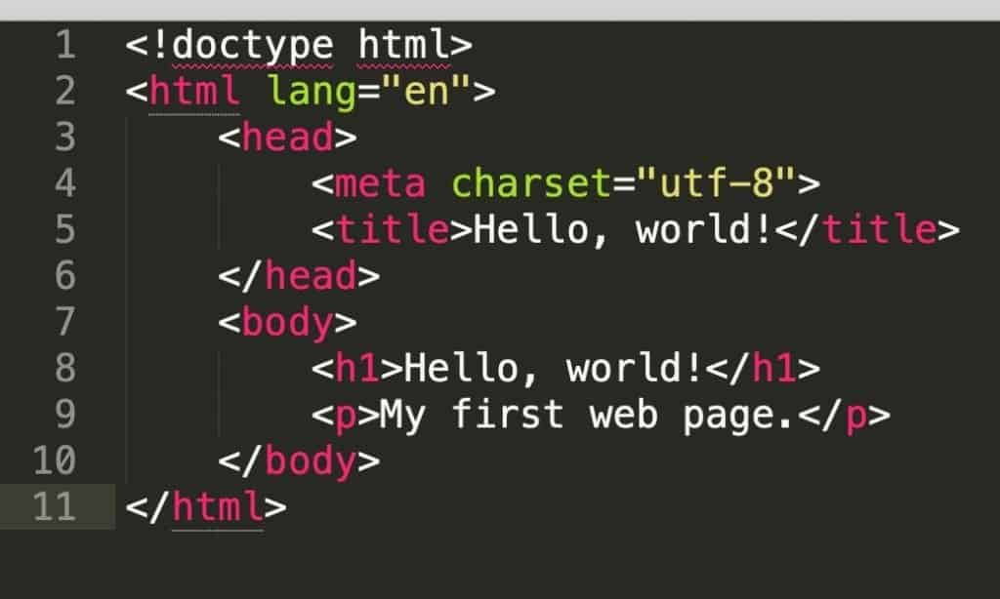 1 <!doctype html>
2 <html lang="en">
3     <head>
4         <meta charset="utf-8">
5         <title>Hello, world!</title>
6     </head>
7     <body>
8         <h1>Hello, world!</h1>
9         <p>My first web page.</p>
10     </body>
11 </html>